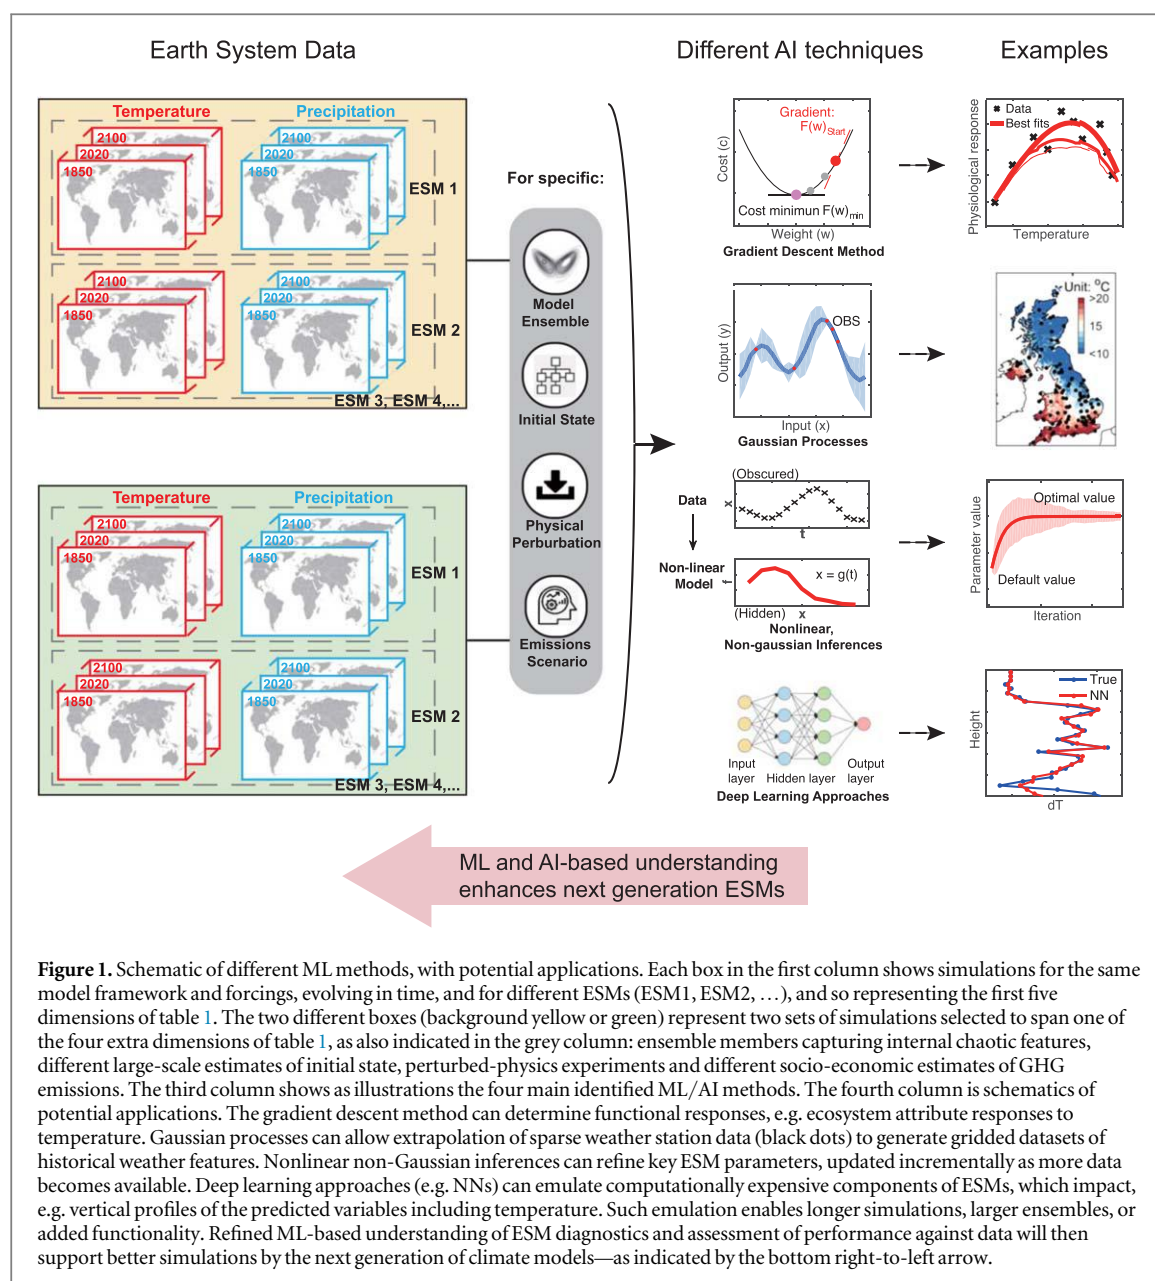 Earth System Data
Different AI techniques
Examples
Temperature
Precipitation
2100
2020
1850
2100
2020
1850
ESM 1
2100
2020
1850
2100
2020
1850
ESM 2
ESM 3, ESM 4,...
Temperature
Precipitation
2100
2020
1850
2100
2020
1850
ESM 1
2100
2020
1850
2100
2020
1850
ESM 2
ESM 3, ESM 4,...
For specific:
Model
Ensemble
Initial State
Physical
Perburbation
Emissions
Scenario
Cost (c)
Gradient:
F(w)Start
Cost minimun F(w)min
Weight (w)
Gradient Descent Method
Physiological response
Data
Best fits
Temperature
Output (y)
OBS
Input (x)
Gaussian Processes
Unit: °C
>20
15
<10
Data
(Obscured)
x
t
Non-linear
Model
f
x = g(t)
(Hidden)
x
Nonlinear,
Non-gaussian Inferences
Parameter value
Optimal value
Default value
Iteration
Input
layer
Hidden layer
Output
layer
Deep Learning Approaches
Height
True
NN
dT
ML and AI-based understanding
enhances next generation ESMs
Figure 1. Schematic of different ML methods, with potential applications. Each box in the first column shows simulations for the same
model framework and forcings, evolving in time, and for different ESMs (ESM1, ESM2, …), and so representing the first five
dimensions of table 1. The two different boxes (background yellow or green) represent two sets of simulations selected to span one of
the four extra dimensions of table 1, as also indicated in the grey column: ensemble members capturing internal chaotic features,
different large-scale estimates of initial state, perturbed-physics experiments and different socio-economic estimates of GHG
emissions. The third column shows as illustrations the four main identified ML/AI methods. The fourth column is schematics of
potential applications. The gradient descent method can determine functional responses, e.g. ecosystem attribute responses to
temperature. Gaussian processes can allow extrapolation of sparse weather station data (black dots) to generate gridded datasets of
historical weather features. Nonlinear non-Gaussian inferences can refine key ESM parameters, updated incrementally as more data
becomes available. Deep learning approaches (e.g. NNs) can emulate computationally expensive components of ESMs, which impact,
e.g. vertical profiles of the predicted variables including temperature. Such emulation enables longer simulations, larger ensembles, or
added functionality. Refined ML-based understanding of ESM diagnostics and assessment of performance against data will then
support better simulations by the next generation of climate models—as indicated by the bottom right-to-left arrow.